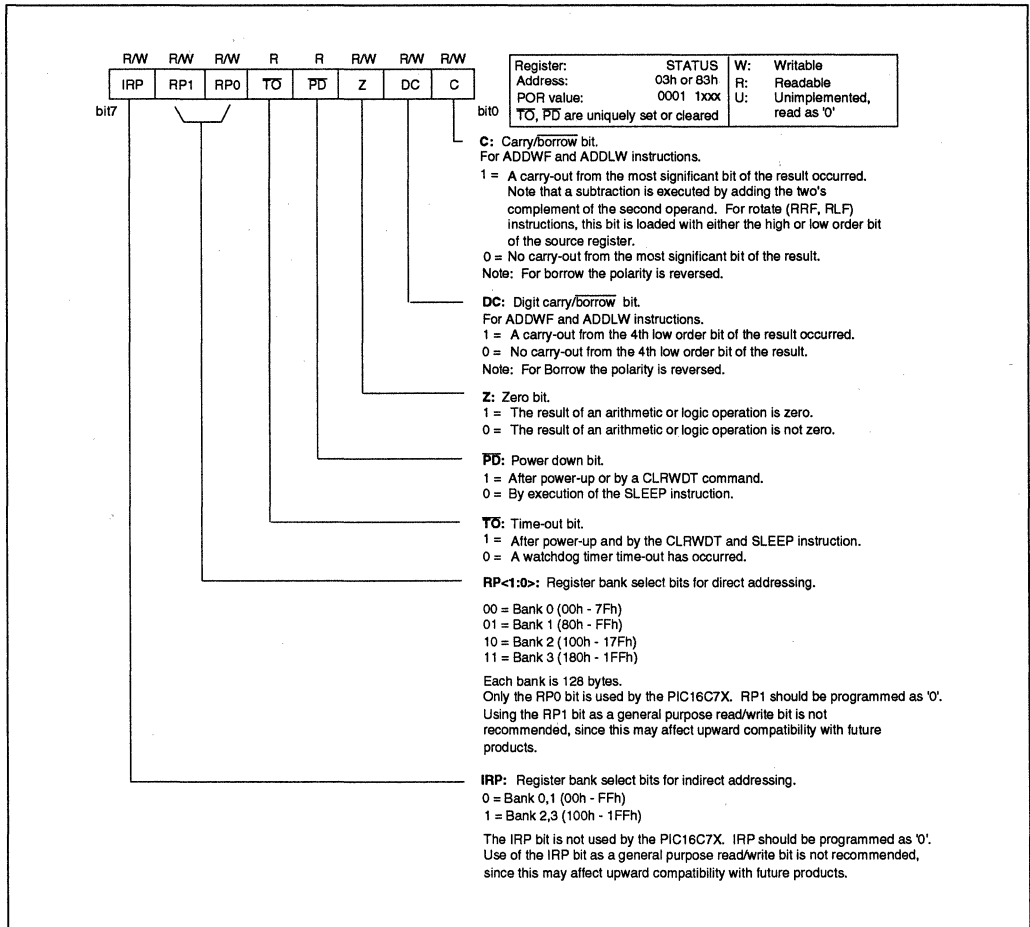 R/W R/W R/W R R R/W R/W R/W
IRP RP1 RP0 T̅O̅ P̅D̅ Z DC C
bit7 bit0
Register: STATUS
Address: 03h or 83h
POR value: 0001 1xxx
T̅O̅, P̅D̅ are uniquely set or cleared
W: Writable
R: Readable
U: Unimplemented,
read as '0'
C: Carry/b̅o̅r̅r̅o̅w̅ bit.
For ADDWF and ADDLW instructions.
1 = A carry-out from the most significant bit of the result occurred.
Note that a subtraction is executed by adding the two's
complement of the second operand. For rotate (RRF, RLF)
instructions, this bit is loaded with either the high or low order bit
of the source register.
0 = No carry-out from the most significant bit of the result.
Note: For borrow the polarity is reversed.
DC: Digit carry/b̅o̅r̅r̅o̅w̅ bit.
For ADDWF and ADDLW instructions.
1 = A carry-out from the 4th low order bit of the result occurred.
0 = No carry-out from the 4th low order bit of the result.
Note: For Borrow the polarity is reversed.
Z: Zero bit.
1 = The result of an arithmetic or logic operation is zero.
0 = The result of an arithmetic or logic operation is not zero.
P̅D̅: Power down bit.
1 = After power-up or by a CLRWDT command.
0 = By execution of the SLEEP instruction.
T̅O̅: Time-out bit.
1 = After power-up and by the CLRWDT and SLEEP instruction.
0 = A watchdog timer time-out has occurred.
RP<1:0>: Register bank select bits for direct addressing.
00 = Bank 0 (00h - 7Fh)
01 = Bank 1 (80h - FFh)
10 = Bank 2 (100h - 17Fh)
11 = Bank 3 (180h - 1FFh)
Each bank is 128 bytes.
Only the RP0 bit is used by the PIC16C7X. RP1 should be programmed as '0'.
Using the RP1 bit as a general purpose read/write bit is not
recommended, since this may affect upward compatibility with future
products.
IRP: Register bank select bits for indirect addressing.
0 = Bank 0,1 (00h - FFh)
1 = Bank 2,3 (100h - 1FFh)
The IRP bit is not used by the PIC16C7X. IRP should be programmed as '0'.
Use of the IRP bit as a general purpose read/write bit is not recommended,
since this may affect upward compatibility with future products.